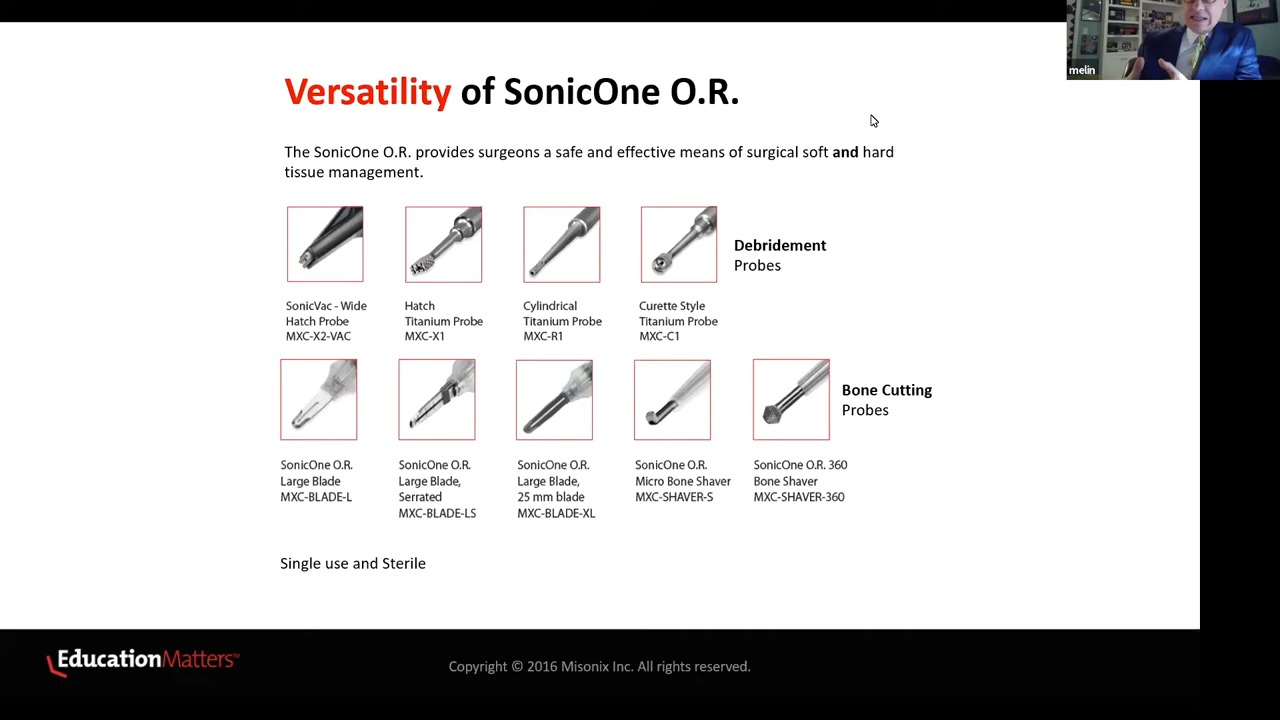 melin
Versatility of SonicOne O.R.
The SonicOne O.R. provides surgeons a safe and effective means of surgical soft and hard
tissue management.
Debridement
Probes
SonicVac - Wide
Hatch Probe
MXC-X2-VAC
Hatch
Titanium Probe
MXC-X1
Cylindrical
Titanium Probe
MXC-R1
Curette Style
Titanium Probe
MXC-C1
Bone Cutting
Probes
SonicOne O.R.
Large Blade
MXC-BLADE-L
SonicOne O.R.
Large Blade,
Serrated
MXC-BLADE-LS
SonicOne O.R.
Large Blade,
25 mm blade
MXC-BLADE-XL
SonicOne O.R.
Micro Bone Shaver
MXC-SHAVER-S
SonicOne O.R. 360
Bone Shaver
MXC-SHAVER-360
Single use and Sterile
EducationMatters™
Copyright © 2016 Misonix Inc. All rights reserved.